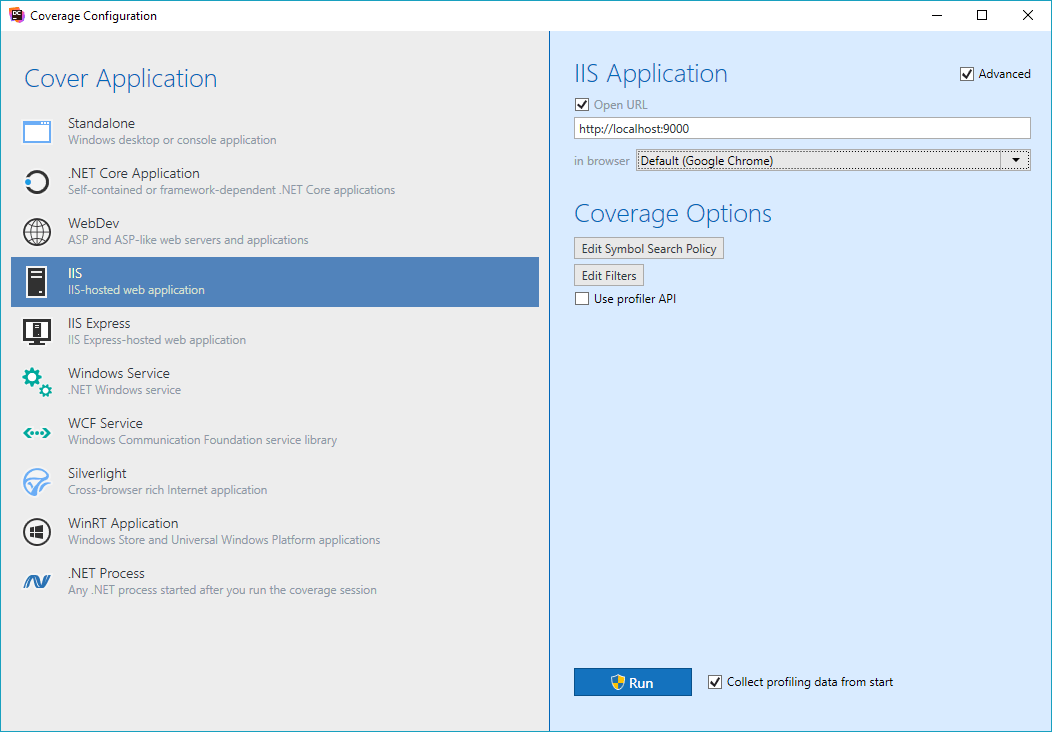 DC
Coverage Configuration
Cover Application
Standalone
Windows desktop or console application
.NET Core Application
Self-contained or framework-dependent .NET Core applications
WebDev
ASP and ASP-like web servers and applications
IIS
IIS-hosted web application
IIS Express
IIS Express-hosted web application
Windows Service
.NET Windows service
WCF Service
Windows Communication Foundation service library
Silverlight
Cross-browser rich Internet application
WinRT Application
Windows Store and Universal Windows Platform applications
.NET Process
Any .NET process started after you run the coverage session
IIS Application
Advanced
Open URL
http://localhost:9000
in browser Default (Google Chrome)
Coverage Options
Edit Symbol Search Policy
Edit Filters
Use profiler API
Run
Collect profiling data from start